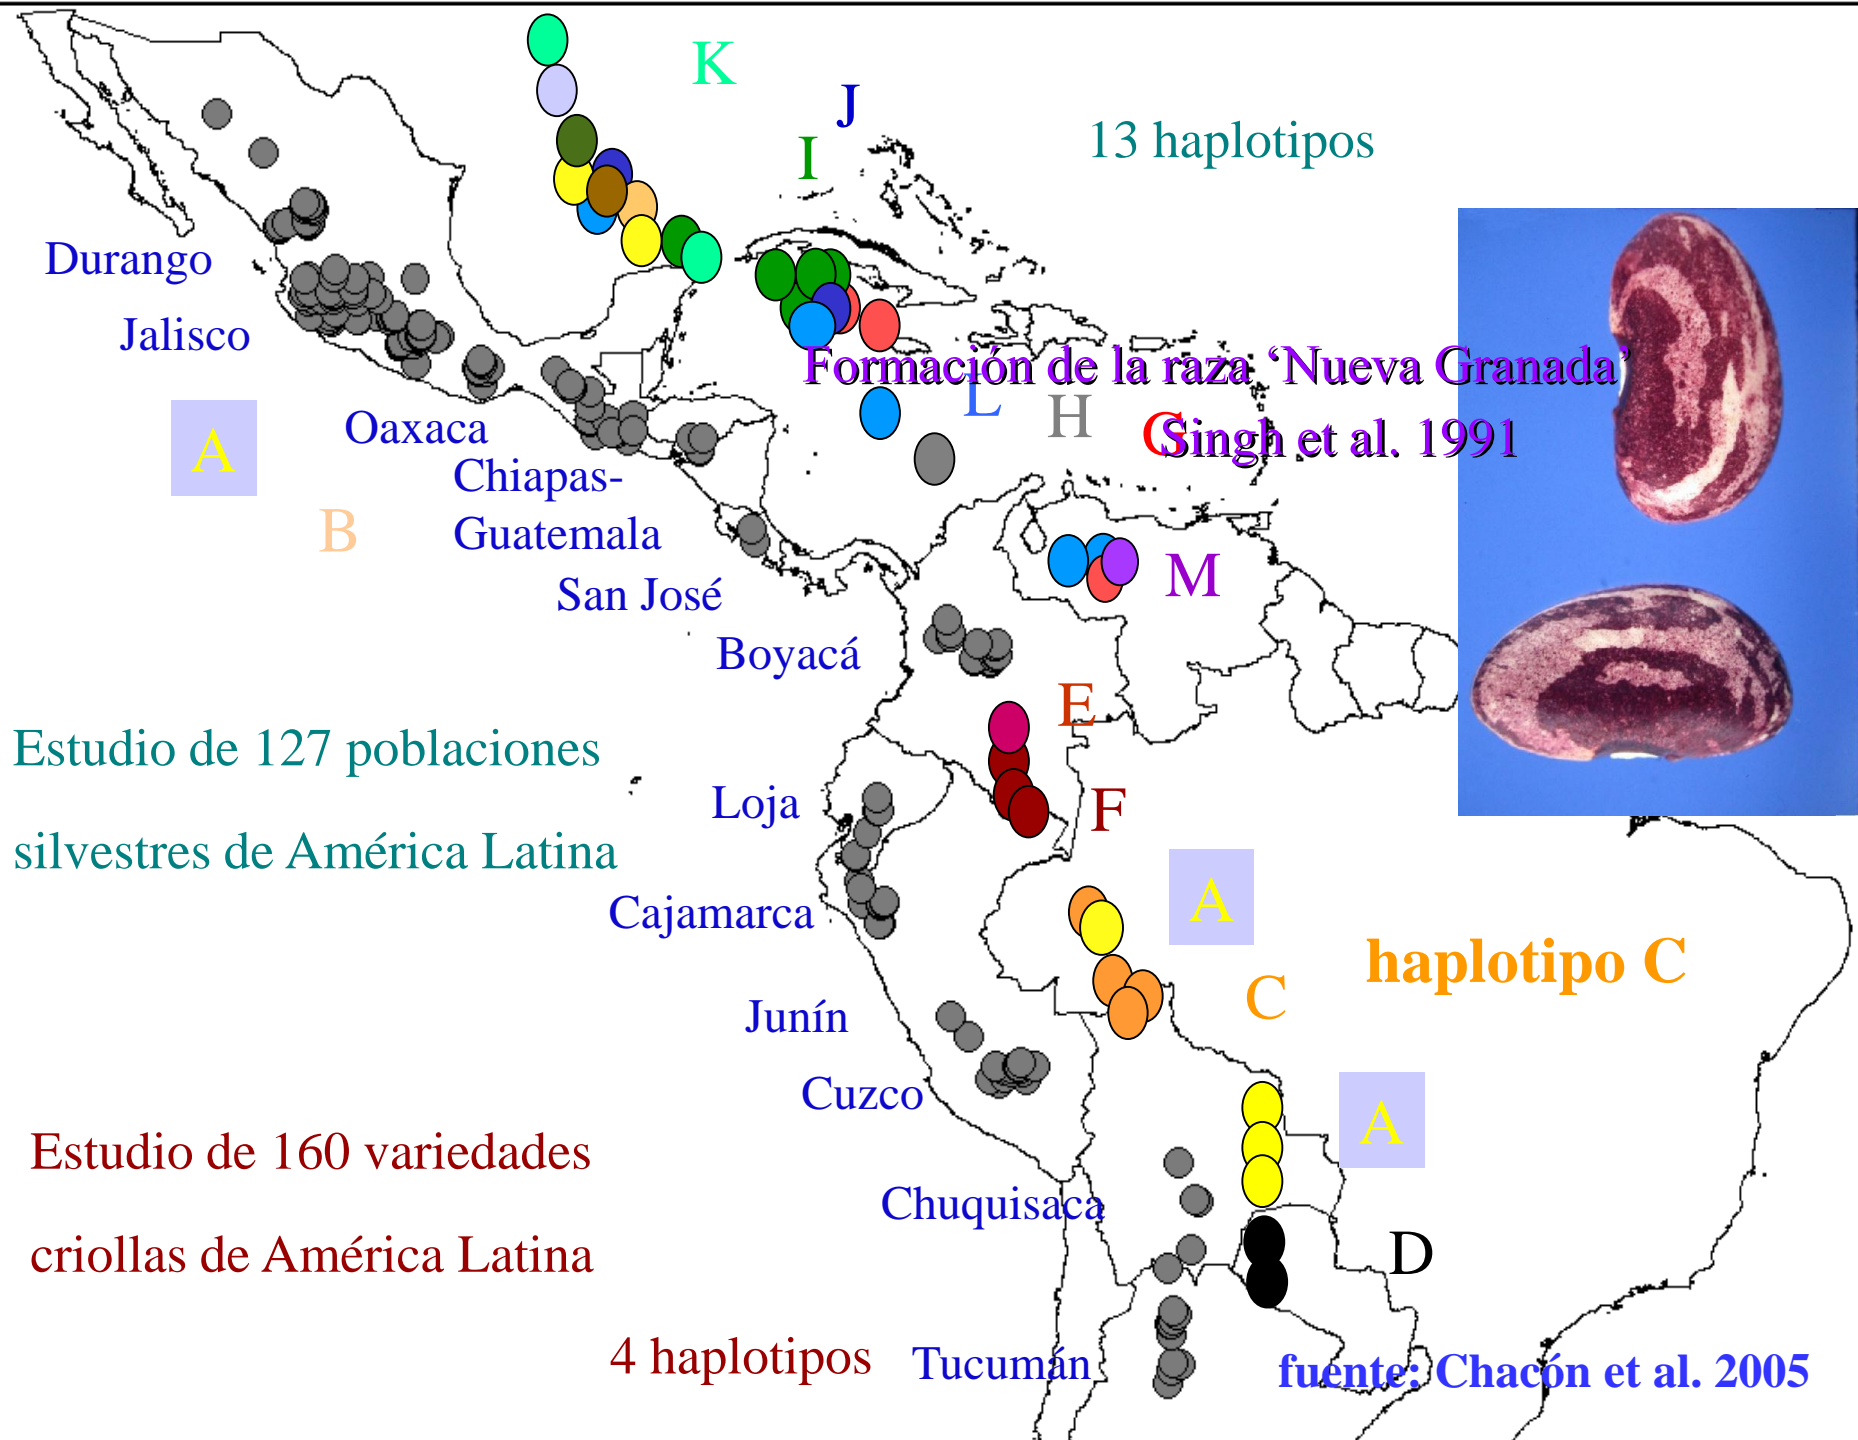 K
J
I
13 haplotipos
Durango
Jalisco
Formación de la raza ‘Nueva Granada’
L
H
G
Singh et al. 1991
Oaxaca
A
Chiapas-
Guatemala
B
M
San José
Boyacá
E
Estudio de 127 poblaciones
silvestres de América Latina
Loja
F
A
Cajamarca
haplotipo C
C
Junín
Cuzco
A
Estudio de 160 variedades
criollas de América Latina
Chuquisaca
D
4 haplotipos
Tucumán
fuente: Chacón et al. 2005